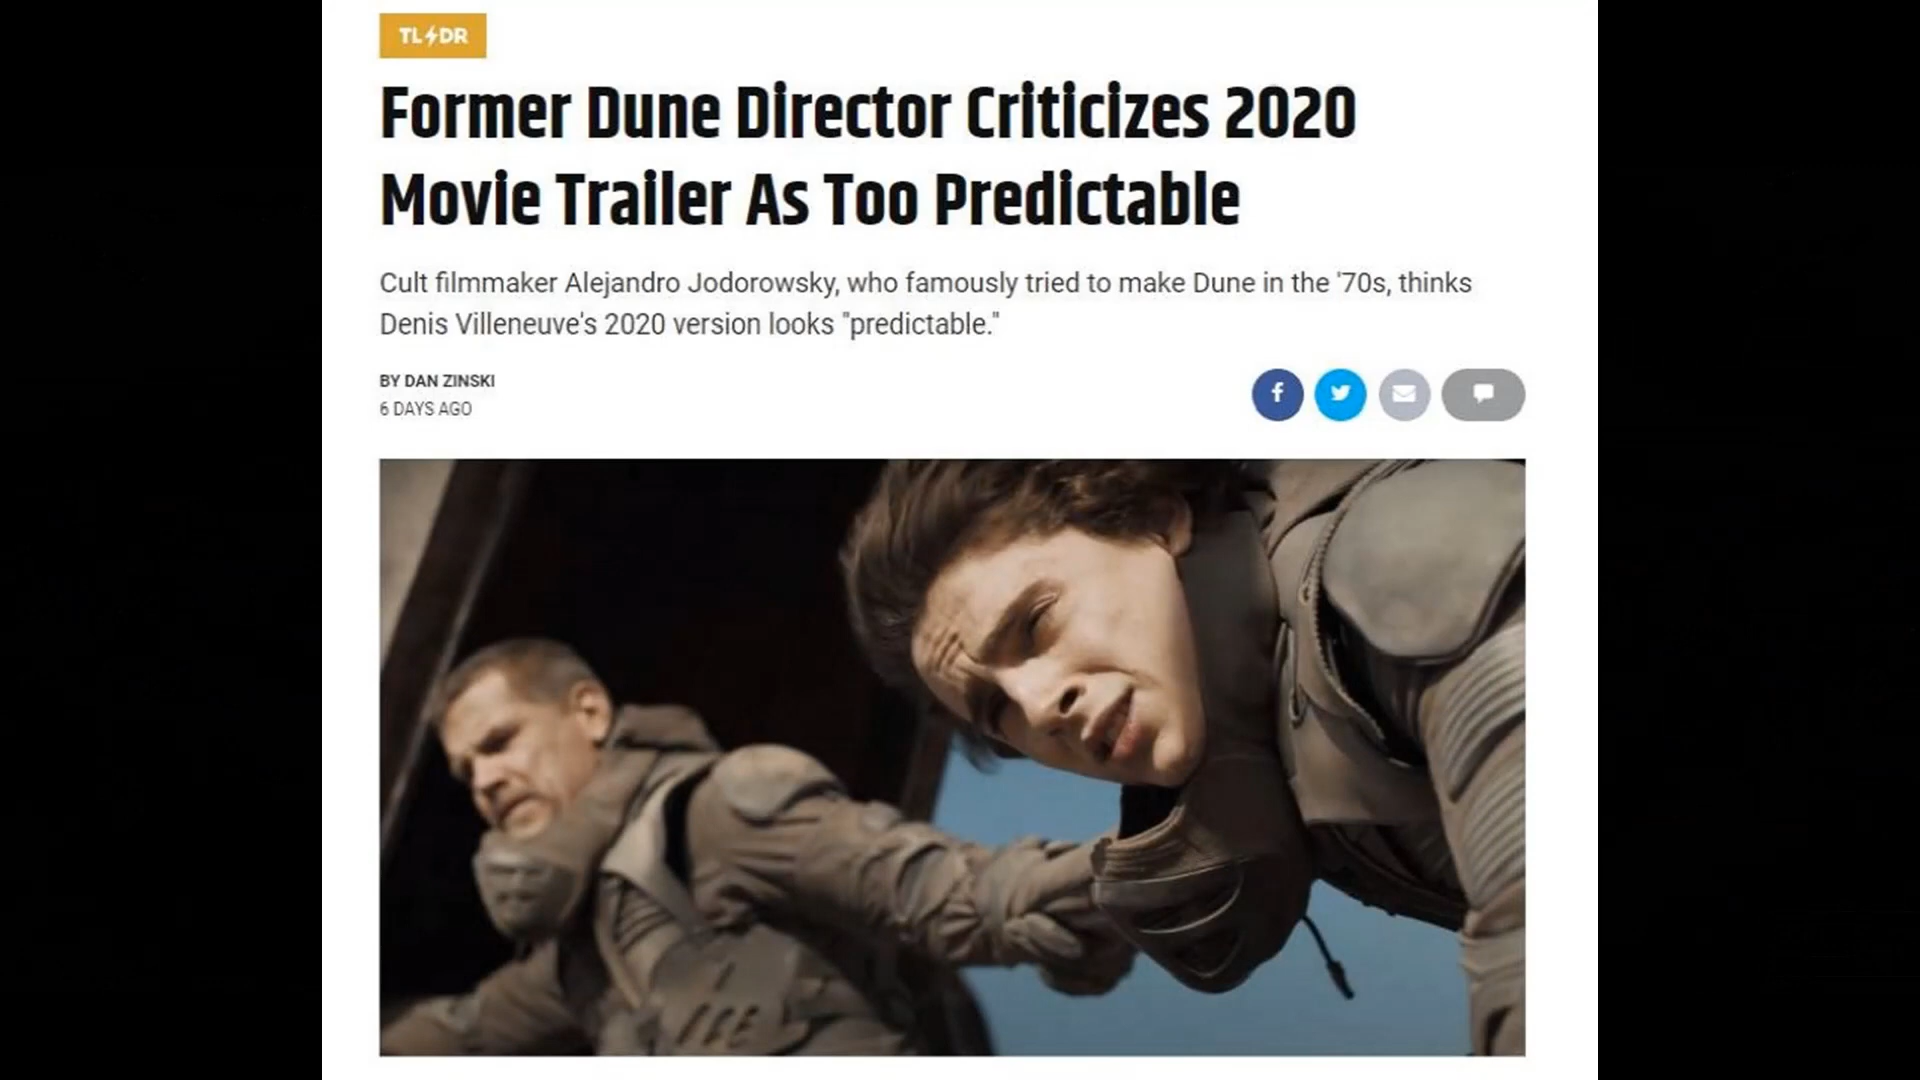 TL DR
Former Dune Director Criticizes 2020
Movie Trailer As Too Predictable
Cult filmmaker Alejandro Jodorowsky, who famously tried to make Dune in the '70s, thinks
Denis Villeneuve's 2020 version looks "predictable."
BY DAN ZINSKI
6 DAYS AGO